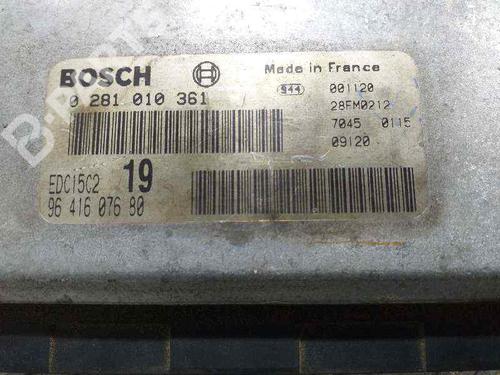 BOSCH
Made in France
0 281 010 361
944 001120
28FM0212
7045 0115
09120
EDC15C2 19
96 416 076 80
B-PARTS